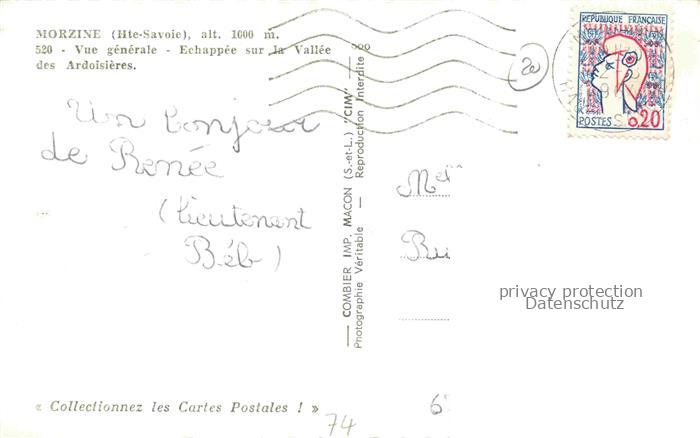 MORZINE (Hte-Savoie), alt. 1000 m.
520 - Vue générale - Echappée sur la Vallée
des Ardoisières.
Un bonjour
de Renée
(lieutenant
Béb)
« Collectionnez les Cartes Postales ! »
74
COMBIER IMP. MACON (S.-et-L.) "CIM"
Photographie Véritable — Reproduction Interdite
20
REPUBLIQUE FRANÇAISE
POSTES 0,20
privacy protection
Datenschutz